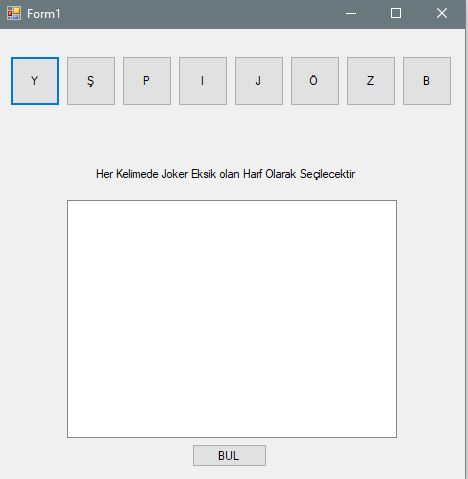 Form1
Y Ş P I J Ö Z B
Her Kelimede Joker Eksik olan Harf Olarak Seçilecektir
BUL